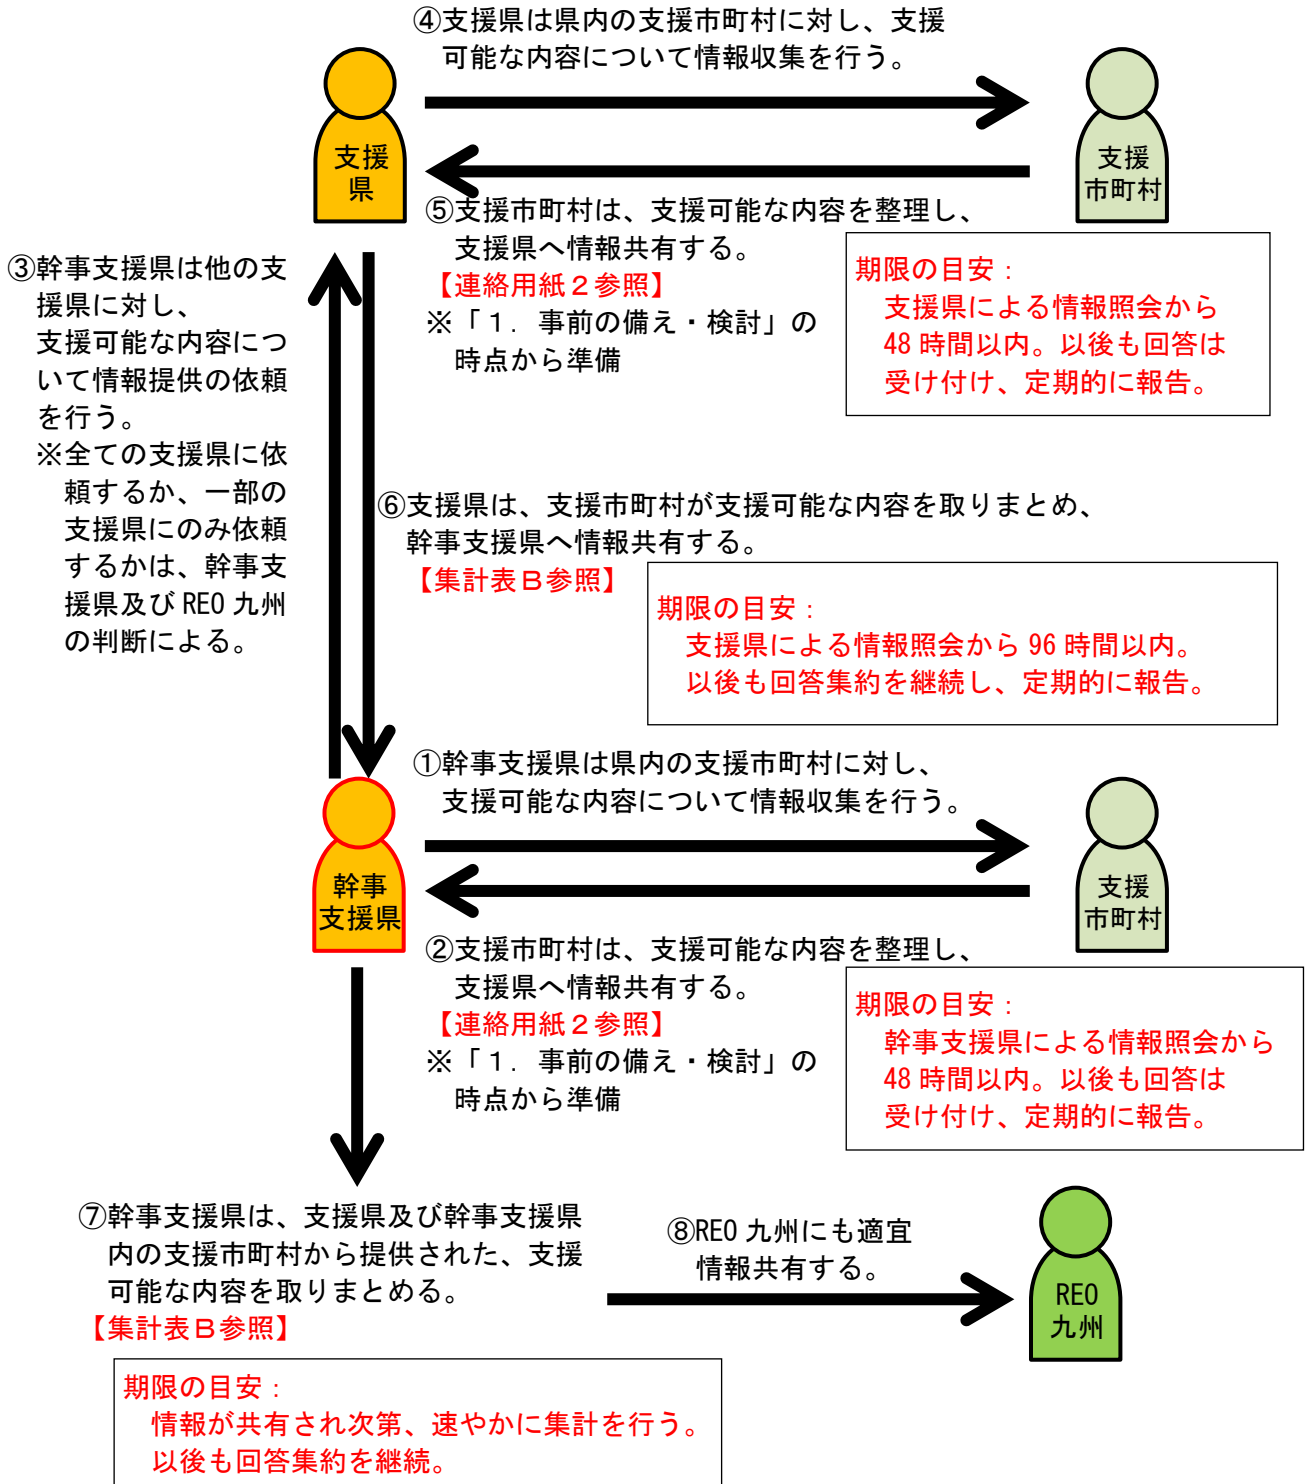 ④支援県は県内の支援市町村に対し、支援
可能な内容について情報収集を行う。
支援
県
支援
市町村
⑤支援市町村は、支援可能な内容を整理し、
支援県へ情報共有する。
【連絡用紙２参照】
※「１．事前の備え・検討」の
時点から準備
期限の目安：
支援県による情報照会から
48時間以内。以後も回答は
受け付け、定期的に報告。
③幹事支援県は他の支
援県に対し、
支援可能な内容につ
いて情報提供の依頼
を行う。
※全ての支援県に依
頼するか、一部の
支援県にのみ依頼
するかは、幹事支
援県及びREO九州
の判断による。
⑥支援県は、支援市町村が支援可能な内容を取りまとめ、
幹事支援県へ情報共有する。
【集計表Ｂ参照】
期限の目安：
支援県による情報照会から96時間以内。
以後も回答集約を継続し、定期的に報告。
①幹事支援県は県内の支援市町村に対し、
支援可能な内容について情報収集を行う。
幹事
支援県
支援
市町村
②支援市町村は、支援可能な内容を整理し、
支援県へ情報共有する。
【連絡用紙２参照】
※「１．事前の備え・検討」の
時点から準備
期限の目安：
幹事支援県による情報照会から
48時間以内。以後も回答は
受け付け、定期的に報告。
⑦幹事支援県は、支援県及び幹事支援県
内の支援市町村から提供された、支援
可能な内容を取りまとめる。
【集計表Ｂ参照】
⑧REO九州にも適宜
情報共有する。
REO
九州
期限の目安：
情報が共有され次第、速やかに集計を行う。
以後も回答集約を継続。